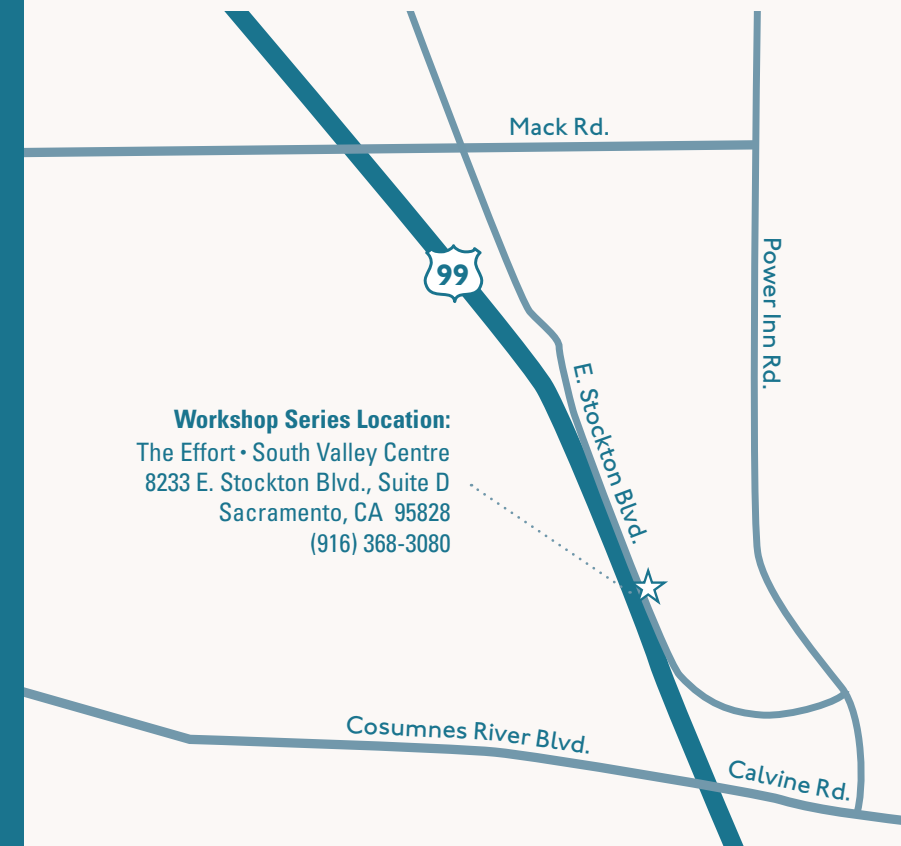 Mack Rd.
99
Power Inn Rd.
E. Stockton Blvd.
Workshop Series Location:
The Effort • South Valley Centre
8233 E. Stockton Blvd., Suite D
Sacramento, CA 95828
(916) 368-3080
Cosumnes River Blvd.
Calvine Rd.